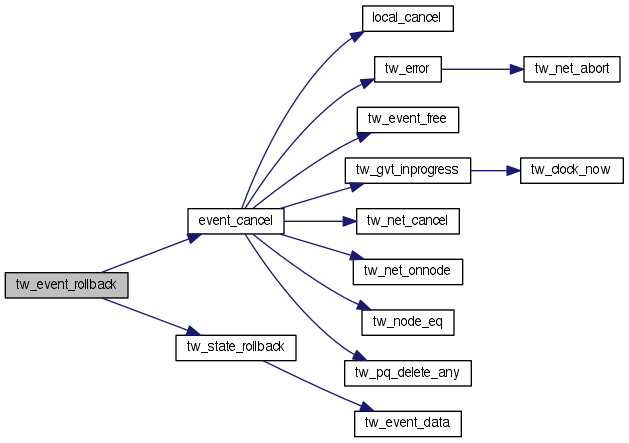 local_cancel
tw_error
tw_net_abort
tw_event_free
tw_gvt_inprogress
tw_clock_now
event_cancel
tw_net_cancel
tw_net_onnode
tw_event_rollback
tw_node_eq
tw_state_rollback
tw_pq_delete_any
tw_event_data